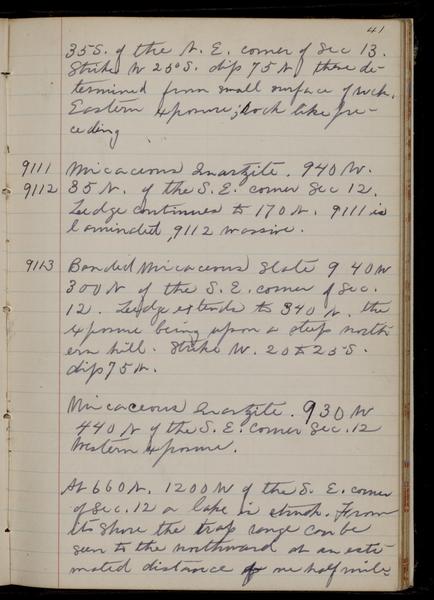 41
35 S. of the N. E. corner of Sec 13.
Strike W 25° S. dip 75 N, these de-
termined from small surface of rock.
Eastern exposure; Rock like pre-
ceding
9111 Micaceous Quartzite. 940 W.
9112 35 N. of the S. E. corner Sec 12.
Ledge continues to 170 N. 9111 is
laminated, 9112 massive.
9113 Banded Micaceous Slate 940 W
300 N of the S. E. corner of Sec.
12. Ledge extends to 340 N. the
exposure being upon a steep north-
ern hill. Strike W. 20 to 25 S.
dip 75 N.
Micaceous Quartzite. 930 W
440 N of the S. E. corner Sec. 12
Western exposure.
At 660 N. 1200 W of the S. E. corner
of Sec. 12 a lake is struck. From
its shore the trap range can be
seen to the northward at an esti-
mated distance of one half mile